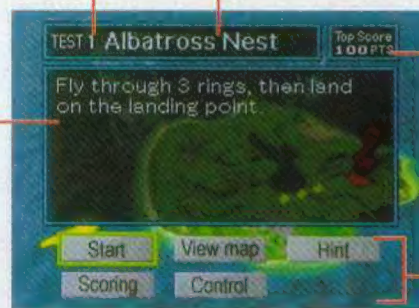 TEST 1 Albatross Nest
Top Score
100 PTS
Fly through 3 rings, then land
on the landing point.
Start View map Hint
Scoring Control